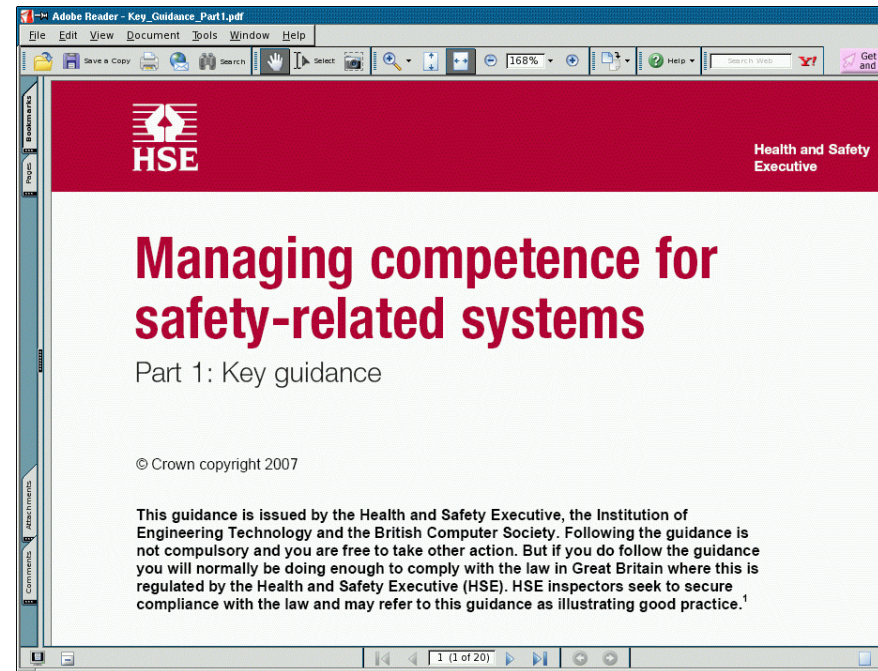 Adobe Reader - Key_Guidance_Part1.pdf
File Edit View Document Tools Window Help
Save a Copy Search Select 168% Help Search Web Y! Get and
Bookmarks
Pages
HSE
Health and Safety
Executive
Managing competence for
safety-related systems
Part 1: Key guidance
© Crown copyright 2007
This guidance is issued by the Health and Safety Executive, the Institution of
Engineering Technology and the British Computer Society. Following the guidance is
not compulsory and you are free to take other action. But if you do follow the guidance
you will normally be doing enough to comply with the law in Great Britain where this is
regulated by the Health and Safety Executive (HSE). HSE inspectors seek to secure
compliance with the law and may refer to this guidance as illustrating good practice.1
Attachments
Comments
1 (1 of 20)